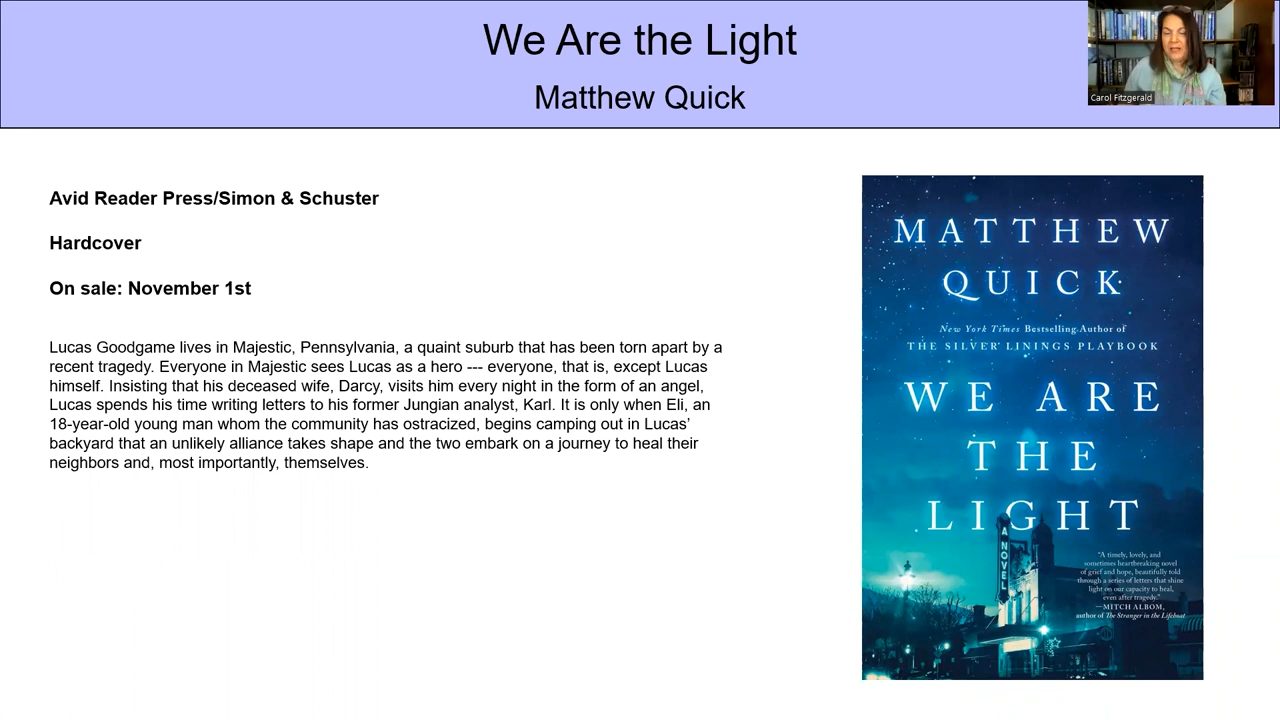 We Are the Light
Matthew Quick
Carol Fitzgerald
Avid Reader Press/Simon & Schuster
Hardcover
On sale: November 1st
Lucas Goodgame lives in Majestic, Pennsylvania, a quaint suburb that has been torn apart by a
recent tragedy. Everyone in Majestic sees Lucas as a hero --- everyone, that is, except Lucas
himself. Insisting that his deceased wife, Darcy, visits him every night in the form of an angel,
Lucas spends his time writing letters to his former Jungian analyst, Karl. It is only when Eli, an
18-year-old young man whom the community has ostracized, begins camping out in Lucas’
backyard that an unlikely alliance takes shape and the two embark on a journey to heal their
neighbors and, most importantly, themselves.
MATTHEW
QUICK
New York Times Bestselling Author of
THE SILVER LININGS PLAYBOOK
WE ARE
THE
LIGHT
A NOVEL
"A timely, lovely, and
sometimes heartbreaking novel
of grief and hope, beautifully told
through a series of letters that shine
light on our capacity to heal,
even after tragedy."
—MITCH ALBOM,
author of The Stranger in the Lifeboat